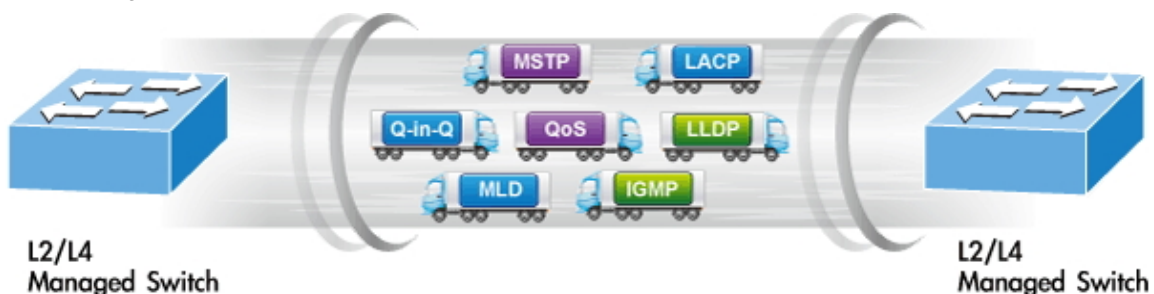 MSTP
LACP
Q-in-Q
QoS
LLDP
MLD
IGMP
L2/L4
Managed Switch
L2/L4
Managed Switch